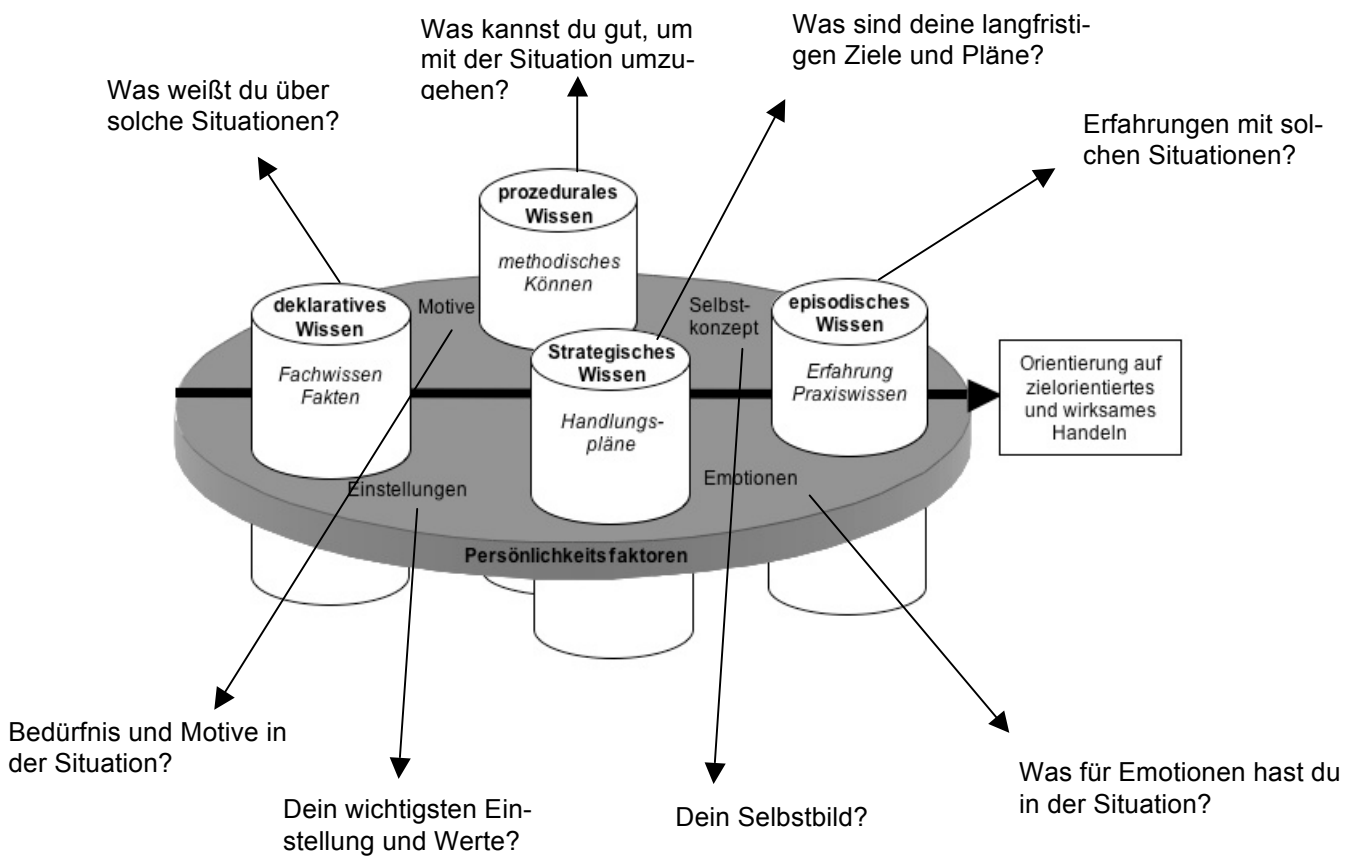 Was kannst du gut, um
mit der Situation umzu-
gehen?
Was sind deine langfristi-
gen Ziele und Pläne?
Was weißt du über
solche Situationen?
Erfahrungen mit sol-
chen Situationen?
prozedurales
Wissen
methodisches
Können
deklaratives
Wissen
Fachwissen
Fakten
Motive
Selbst-
konzept
episodisches
Wissen
Erfahrung
Praxiswissen
Strategisches
Wissen
Handlungs-
pläne
Orientierung auf
zielorientiertes
und wirksames
Handeln
Einstellungen
Emotionen
Persönlichkeitsfaktoren
Bedürfnis und Motive in
der Situation?
Dein wichtigsten Ein-
stellung und Werte?
Dein Selbstbild?
Was für Emotionen hast du
in der Situation?